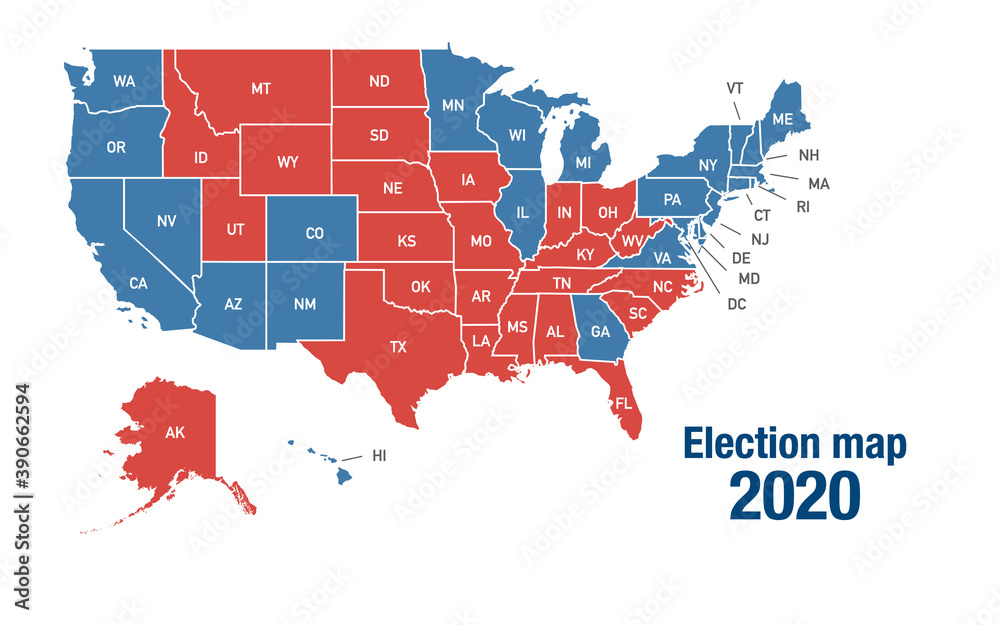 WA
MT
ND
MN
VT
ME
OR
ID
SD
WI
MI
NY
NH
WY
MA
NE
IA
PA
RI
CT
NV
UT
CO
IL
IN
OH
NJ
KS
MO
WV
VA
DE
KY
MD
CA
AZ
NM
OK
AR
TN
NC
DC
SC
TX
LA
MS
AL
GA
FL
AK
HI
Election map
2020
Adobe Stock | #390662594
Adobe Stock